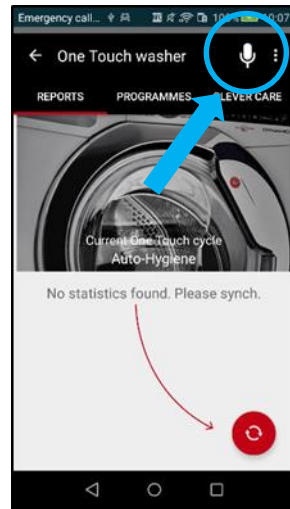 Emergency call...
One Touch washer
REPORTS PROGRAMMES CLEVER CARE
Current One Touch cycle
Auto-Hygiene
No statistics found. Please synch.